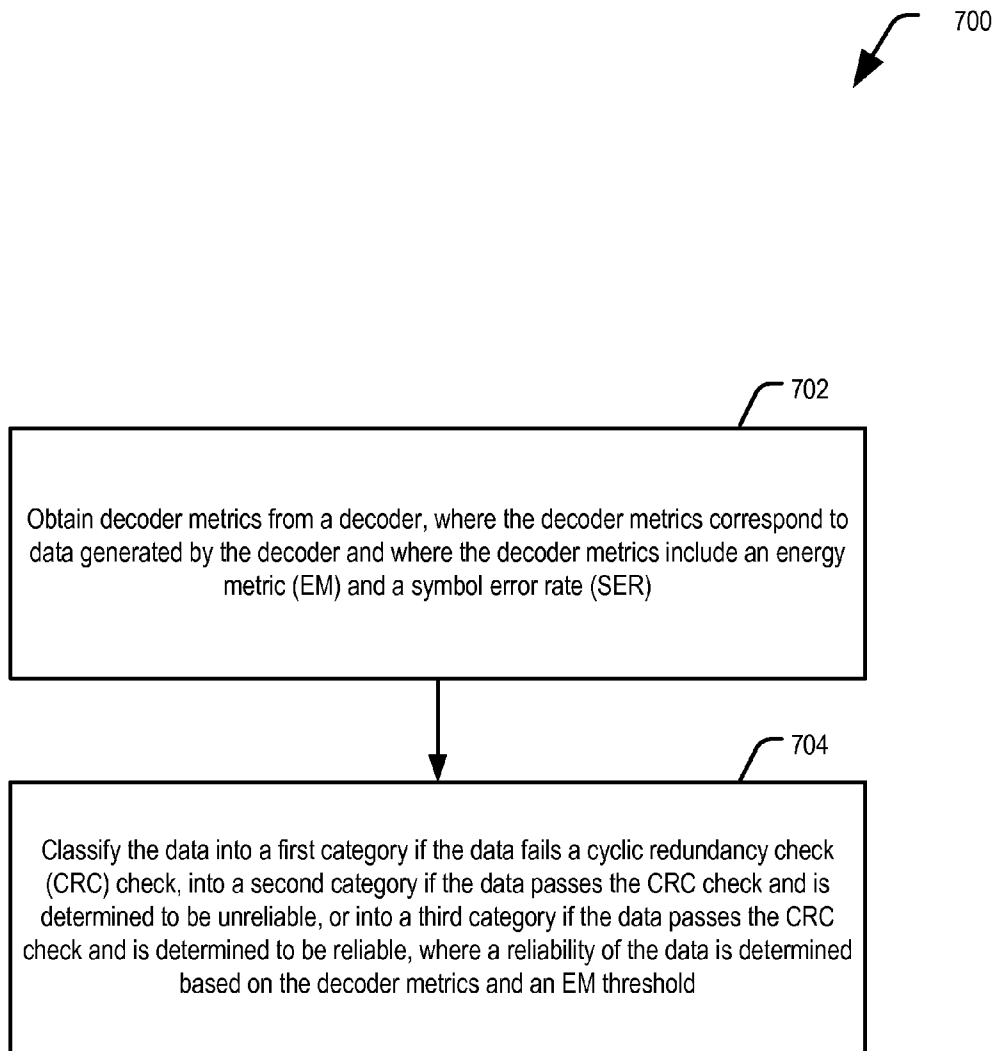 700
702
Obtain decoder metrics from a decoder, where the decoder metrics correspond to
data generated by the decoder and where the decoder metrics include an energy
metric (EM) and a symbol error rate (SER)
704
Classify the data into a first category if the data fails a cyclic redundancy check
(CRC) check, into a second category if the data passes the CRC check and is
determined to be unreliable, or into a third category if the data passes the CRC
check and is determined to be reliable, where a reliability of the data is determined
based on the decoder metrics and an EM threshold